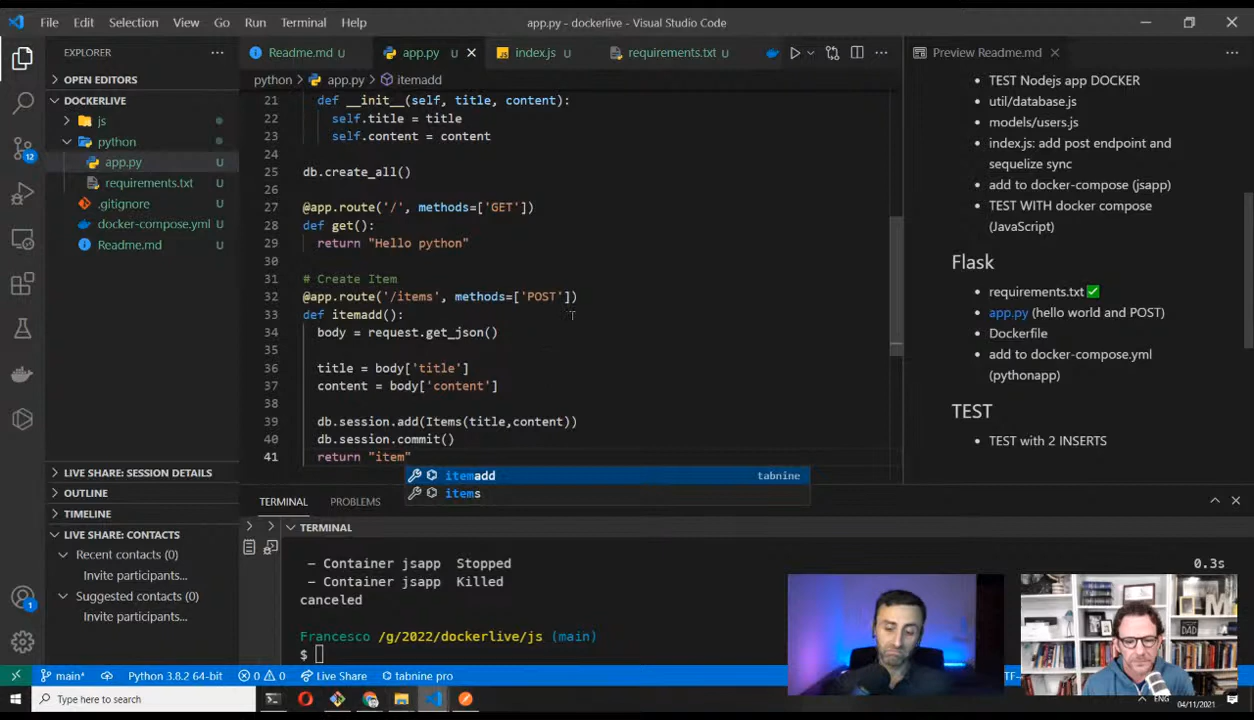 File Edit Selection View Go Run Terminal Help
app.py - dockerlive - Visual Studio Code
EXPLORER
OPEN EDITORS
DOCKERLIVE
js
python
app.py U
requirements.txt U
.gitignore U
docker-compose.yml U
Readme.md U
LIVE SHARE: SESSION DETAILS
OUTLINE
TIMELINE
LIVE SHARE: CONTACTS
Recent contacts (0)
Invite participants...
Suggested contacts (0)
Invite participants...
12
1
Readme.md U
app.py U
index.js U
requirements.txt U
python > app.py > itemadd
21 def __init__(self, title, content):
22 self.title = title
23 self.content = content
24
25 db.create_all()
26
27 @app.route('/', methods=['GET'])
28 def get():
29 return "Hello python"
30
31 # Create Item
32 @app.route('/items', methods=['POST'])
33 def itemadd():
34 body = request.get_json()
35
36 title = body['title']
37 content = body['content']
38
39 db.session.add(Items(title,content))
40 db.session.commit()
41 return "item"
itemadd tabnine
items
Preview Readme.md
TEST Nodejs app DOCKER
util/database.js
models/users.js
index.js: add post endpoint and
sequelize sync
add to docker-compose (jsapp)
TEST WITH docker compose
(JavaScript)
Flask
requirements.txt ✅
app.py (hello world and POST)
Dockerfile
add to docker-compose.yml
(pythonapp)
TEST
TEST with 2 INSERTS
TERMINAL PROBLEMS
TERMINAL
- Container jsapp Stopped 0.3s
- Container jsapp Killed
canceled
Francesco /g/2022/dockerlive/js (main)
$
DAD
main* Python 3.8.2 64-bit 0 0 Live Share tabnine pro
Type here to search
ENG
04/11/2021